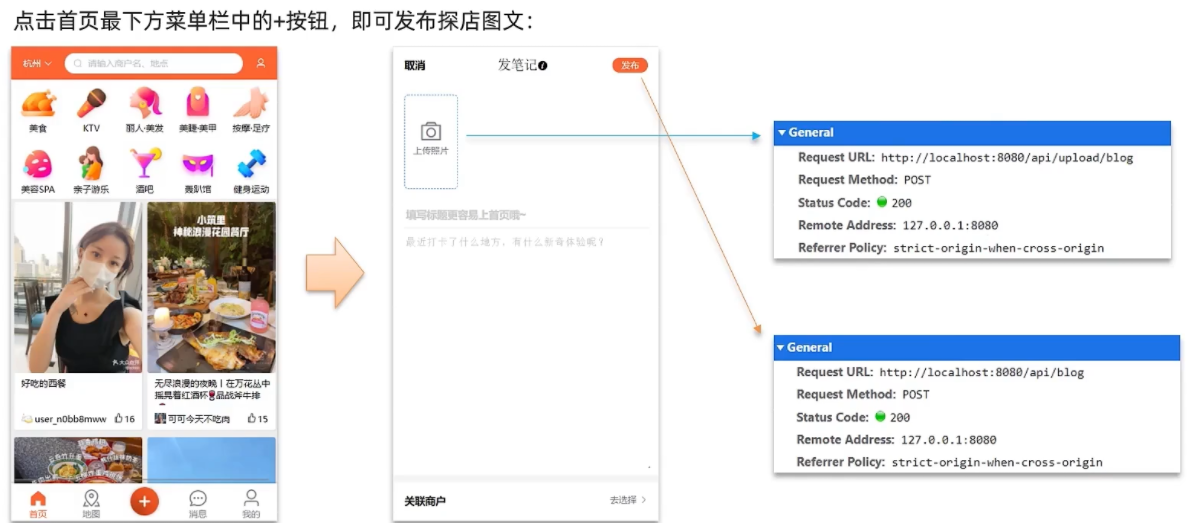 点击首页最下方菜单栏中的+按钮，即可发布探店图文：
杭州
请输入商户名、地点
美食
KTV
丽人·美发
美睫·美甲
按摩·足疗
美容SPA
亲子游乐
酒吧
轰趴馆
健身运动
小筑里
神秘浪漫花园餐厅
大众点评
好吃的西餐
user_n0bb8mww
16
无尽浪漫的夜晚丨在万花丛中
摇晃着红酒杯🍷品战斧牛排
可可今天不吃肉
15
首页
地图
消息
我的
取消
发笔记
发布
上传照片
填写标题更容易上首页哦~
最近打卡了什么地方，有什么新奇体验呢？
关联商户
去选择
General
Request URL: http://localhost:8080/api/upload/blog
Request Method: POST
Status Code: 200
Remote Address: 127.0.0.1:8080
Referrer Policy: strict-origin-when-cross-origin
General
Request URL: http://localhost:8080/api/blog
Request Method: POST
Status Code: 200
Remote Address: 127.0.0.1:8080
Referrer Policy: strict-origin-when-cross-origin